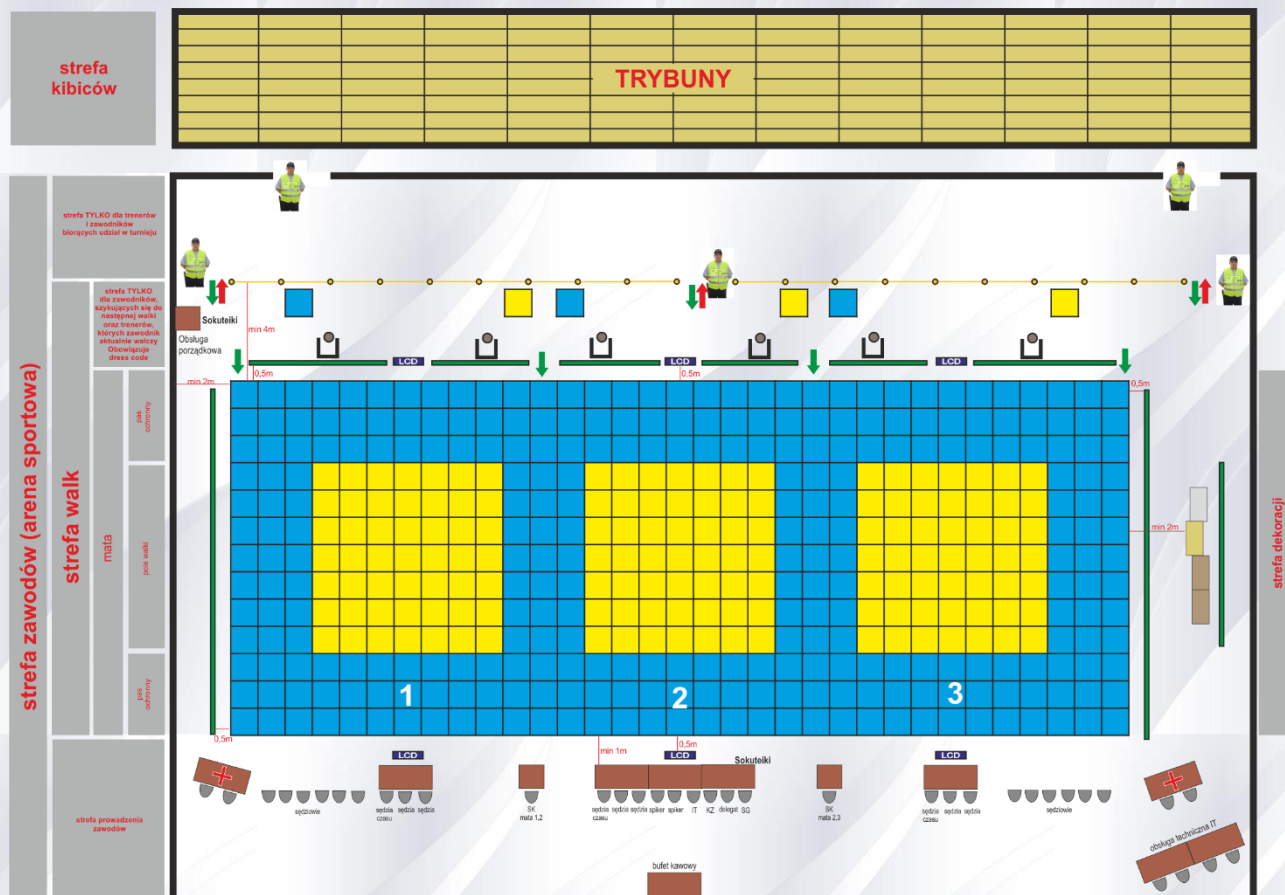 strefa
kibiców
TRYBUNY
strefa zawodów (arena sportowa)
strefa TYLKO dla trenerów
i zawodników
biorących udział w turnieju
strefa walk
strefa TYLKO
dla zawodników,
szykujących się do
następnej walki
oraz trenerów,
których zawodnik
aktualnie walczy
Obowiązuje
dress code
mata
pas
ochronny
pole walki
pas
ochronny
strefa prowadzenia
zawodów
Sokuteiki
Obsługa
porządkowa
min 4m
LCD
LCD
LCD
min 2m
0,5m
0,5m
0,5m
min 2m
strefa dekoracji
1
2
3
0,5m
min 1m
0,5m
LCD
LCD
LCD
Sokuteiki
sędziowie
sędzia sędzia sędzia
czasu
SK
mata 1,2
sędzia sędzia sędzia spiker spiker IT KZ delegat SG
czasu
SK
mata 2,3
sędzia sędzia sędzia
czasu
sędziowie
obsługa techniczna IT
bufet kawowy